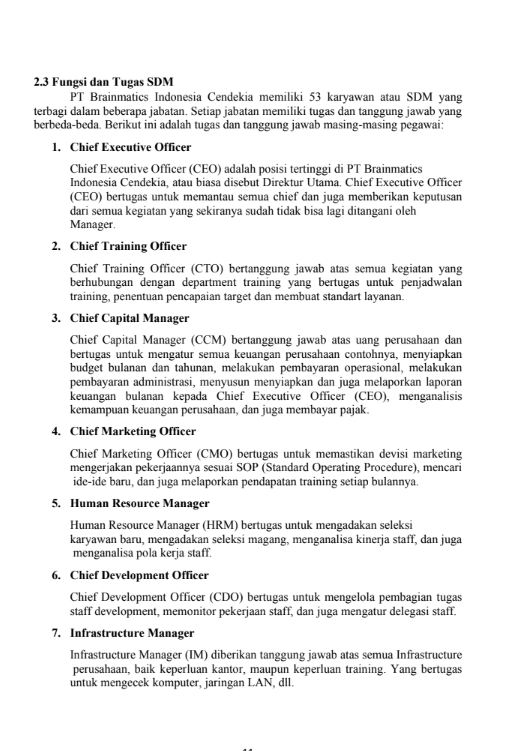 2.3 Fungsi dan Tugas SDM
PT Brainmatics Indonesia Cendekia memiliki 53 karyawan atau SDM yang
terbagi dalam beberapa jabatan. Setiap jabatan memiliki tugas dan tanggung jawab yang
berbeda-beda. Berikut ini adalah tugas dan tanggung jawab masing-masing pegawai:
1. Chief Executive Officer
Chief Executive Officer (CEO) adalah posisi tertinggi di PT Brainmatics
Indonesia Cendekia, atau biasa disebut Direktur Utama. Chief Executive Officer
(CEO) bertugas untuk memantau semua chief dan juga memberikan keputusan
dari semua kegiatan yang sekiranya sudah tidak bisa lagi ditangani oleh
Manager.
2. Chief Training Officer
Chief Training Officer (CTO) bertanggung jawab atas semua kegiatan yang
berhubungan dengan department training yang bertugas untuk penjadwalan
training, penentuan pencapaian target dan membuat standart layanan.
3. Chief Capital Manager
Chief Capital Manager (CCM) bertanggung jawab atas uang perusahaan dan
bertugas untuk mengatur semua keuangan perusahaan contohnya, menyiapkan
budget bulanan dan tahunan, melakukan pembayaran operasional, melakukan
pembayaran administrasi, menyusun menyiapkan dan juga melaporkan laporan
keuangan bulanan kepada Chief Executive Officer (CEO), menganalisis
kemampuan keuangan perusahaan, dan juga membayar pajak.
4. Chief Marketing Officer
Chief Marketing Officer (CMO) bertugas untuk memastikan devisi marketing
mengerjakan pekerjaannya sesuai SOP (Standard Operating Procedure), mencari
ide-ide baru, dan juga melaporkan pendapatan training setiap bulannya.
5. Human Resource Manager
Human Resource Manager (HRM) bertugas untuk mengadakan seleksi
karyawan baru, mengadakan seleksi magang, menganalisa kinerja staff, dan juga
menganalisa pola kerja staff.
6. Chief Development Officer
Chief Development Officer (CDO) bertugas untuk mengelola pembagian tugas
staff development, memonitor pekerjaan staff, dan juga mengatur delegasi staff.
7. Infrastructure Manager
Infrastructure Manager (IM) diberikan tanggung jawab atas semua Infrastructure
perusahaan, baik keperluan kantor, maupun keperluan training. Yang bertugas
untuk mengecek komputer, jaringan LAN, dll.